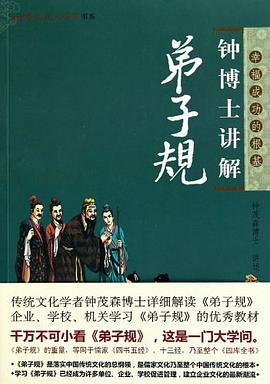 书系
幸福成功的根基
钟博士讲解
弟子規
钟茂森博士 讲述
传统文化学者钟茂森博士详细解读《弟子规》
企业、学校、机关学习《弟子规》的优秀教材
千万不可小看《弟子规》，这是一门大学问。
《弟子规》的重量，等同于儒家《四书五经》，十三经，乃至整个《四库全书》
•《弟子规》是落实中国传统文化的总纲领，是儒家文化乃至整个中国传统文化的根本
•学习《弟子规》已经成为许多单位、企业、学校促进管理、建立企业文化的最新潮流